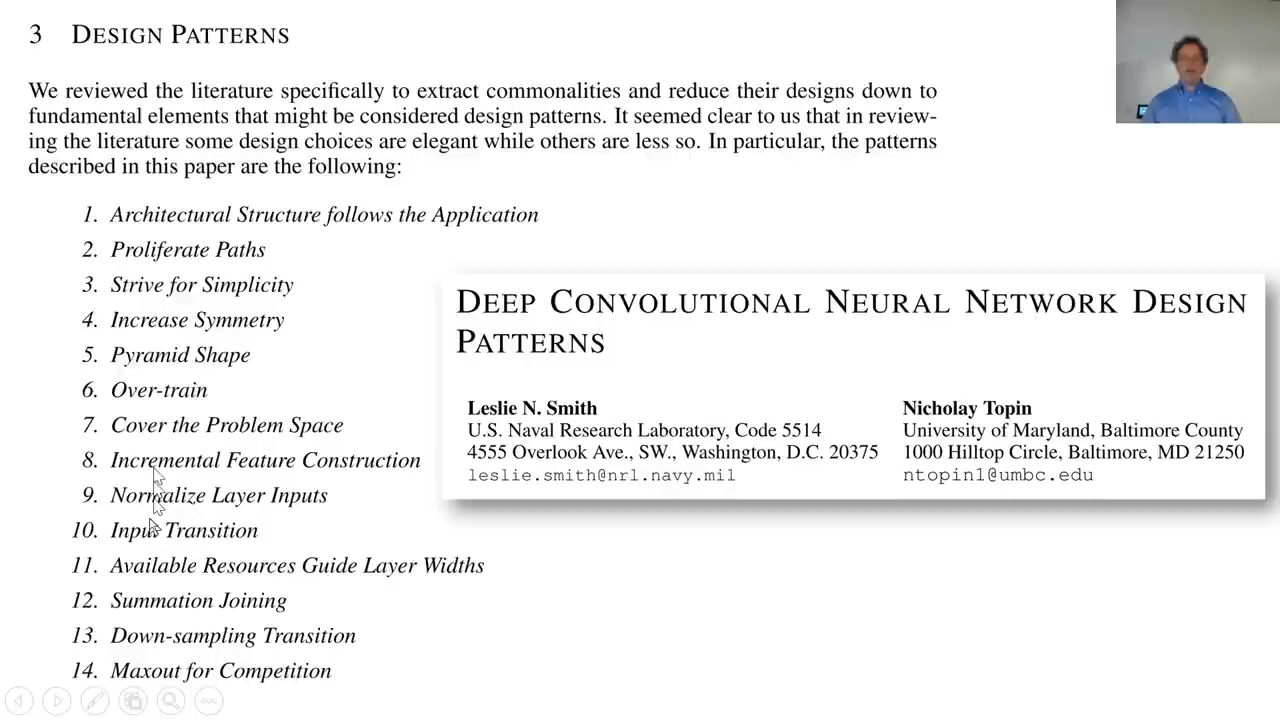 3 DESIGN PATTERNS
We reviewed the literature specifically to extract commonalities and reduce their designs down to
fundamental elements that might be considered design patterns. It seemed clear to us that in review-
ing the literature some design choices are elegant while others are less so. In particular, the patterns
described in this paper are the following:
1. Architectural Structure follows the Application
2. Proliferate Paths
3. Strive for Simplicity
4. Increase Symmetry
5. Pyramid Shape
6. Over-train
7. Cover the Problem Space
8. Incremental Feature Construction
9. Normalize Layer Inputs
10. Input Transition
11. Available Resources Guide Layer Widths
12. Summation Joining
13. Down-sampling Transition
14. Maxout for Competition
DEEP CONVOLUTIONAL NEURAL NETWORK DESIGN
PATTERNS
Leslie N. Smith
U.S. Naval Research Laboratory, Code 5514
4555 Overlook Ave., SW., Washington, D.C. 20375
leslie.smith@nrl.navy.mil
Nicholay Topin
University of Maryland, Baltimore County
1000 Hilltop Circle, Baltimore, MD 21250
ntopin1@umbc.edu